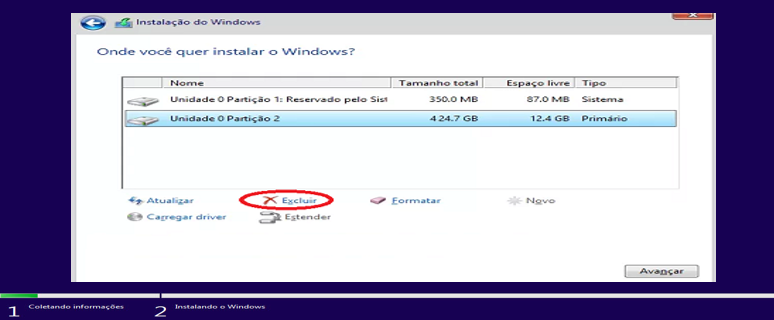 Instalação do Windows
Onde você quer instalar o Windows?
Nome Tamanho total Espaço livre Tipo
Unidade 0 Partição 1: Reservado pelo Sist 350.0 MB 87.0 MB Sistema
Unidade 0 Partição 2 424.7 GB 12.4 GB Primário
Atualizar Excluir Formatar Novo
Carregar driver Estender
Avançar
1 Coletando informações 2 Instalando o Windows